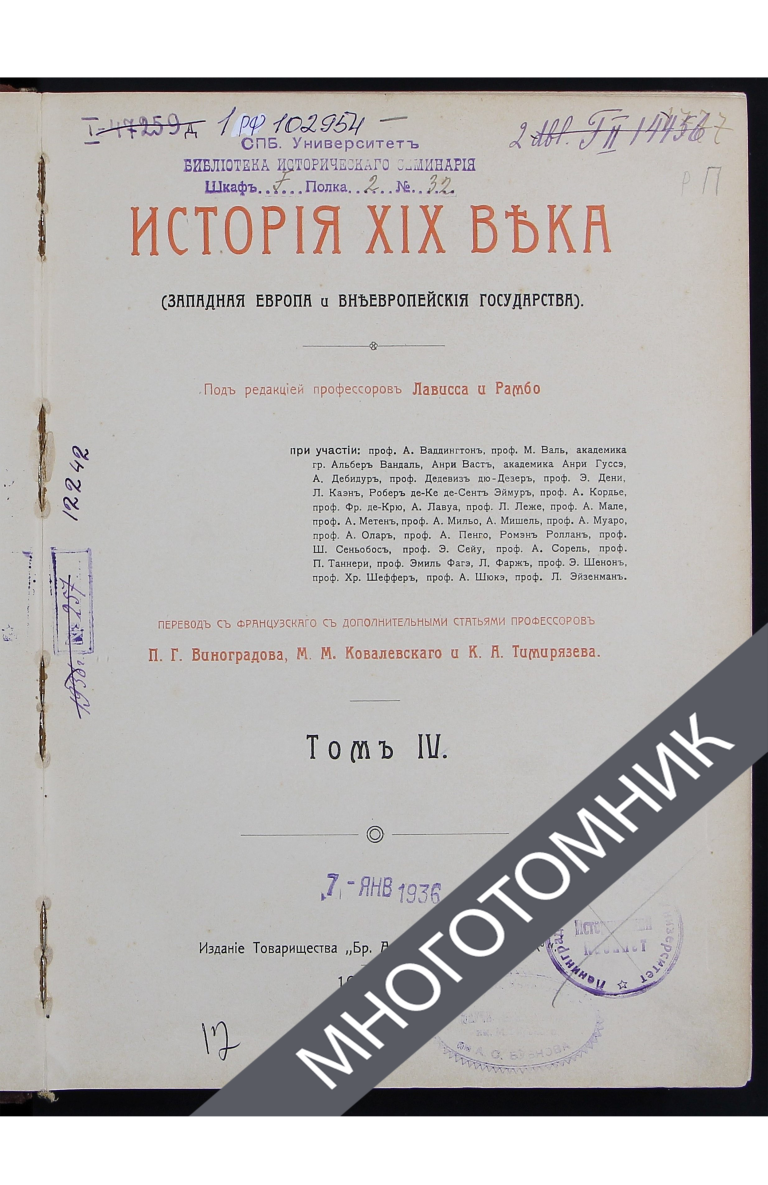 I-47259д 1 РФ 102954 –
СПБ. Университетъ
БИБЛІОТЕКА ИСТОРИЧЕСКАГО СЕМИНАРІЯ
Шкафъ...7...Полка..2..№..32.
ИСТОРІЯ XIX ВѢКА
(ЗАПАДНАЯ ЕВРОПА и ВНѢЕВРОПЕЙСКІЯ ГОСУДАРСТВА).
Подъ редакціей профессоровъ Лависса и Рамбо
при участіи: проф. А. Ваддингтонъ, проф. М. Валь, академика
гр. Альберъ Вандаль, Анри Вастъ, академика Анри Гуссэ,
А. Дебидуръ, проф. Дедевизъ дю-Дезеръ, проф. Э. Дени,
Л. Каэнъ, Роберъ де-Ке де-Сентъ Эймуръ, проф. А. Кордье,
проф. Фр. де-Крю, А. Лавуа, проф. Л. Леже, проф. А. Мале,
проф. А. Метенъ, проф. А. Мильо, А. Мишель, проф. А. Муаро,
проф. А. Оларъ, проф. А. Пенго, Ромэнъ Ролланъ, проф.
Ш. Сеньобосъ, проф. Э. Сейу, проф. А. Сорель, проф.
П. Таннери, проф. Эмиль Фагэ, Л. Фаржъ, проф. Э. Шенонъ,
проф. Хр. Шефферъ, проф. А. Шюкэ, проф. Л. Эйзенманъ.
ПЕРЕВОДЪ СЪ ФРАНЦУЗСКАГО СЪ ДОПОЛНИТЕЛЬНЫМИ СТАТЬЯМИ ПРОФЕССОРОВЪ
П. Г. Виноградова, М. М. Ковалевскаго и К. А. Тимирязева.
Томъ IV.
7 - ЯНВ 1936
Изданіе Товарищества „Бр. А
12
12242
1938г. № 257
МНОГОТОМНИК